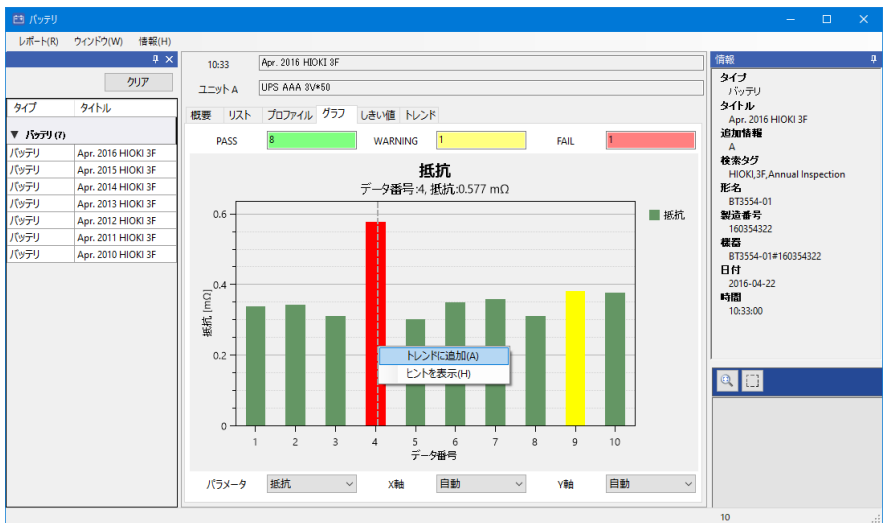 バッテリ
レポート(R) ウィンドウ(W) 情報(H)
クリア
タイプ タイトル
▼ バッテリ (7)
バッテリ Apr. 2016 HIOKI 3F
バッテリ Apr. 2015 HIOKI 3F
バッテリ Apr. 2014 HIOKI 3F
バッテリ Apr. 2013 HIOKI 3F
バッテリ Apr. 2012 HIOKI 3F
バッテリ Apr. 2011 HIOKI 3F
バッテリ Apr. 2010 HIOKI 3F
10:33 Apr. 2016 HIOKI 3F
ユニット A UPS AAA 3V*50
概要 リスト プロファイル グラフ しきい値 トレンド
PASS 8 WARNING 1 FAIL 1
抵抗
データ番号:4, 抵抗:0.577 mΩ
抵抗
抵抗 [mΩ]
0.6
0.4
0.2
0
トレンドに追加(A)
ヒントを表示(H)
1 2 3 4 5 6 7 8 9 10
データ番号
パラメータ 抵抗 X軸 自動 Y軸 自動
情報
タイプ
バッテリ
タイトル
Apr. 2016 HIOKI 3F
追加情報
A
検索タグ
HIOKI,3F,Annual Inspection
形名
BT3554-01
製造番号
160354322
機器
BT3554-01#160354322
日付
2016-04-22
時間
10:33:00
10